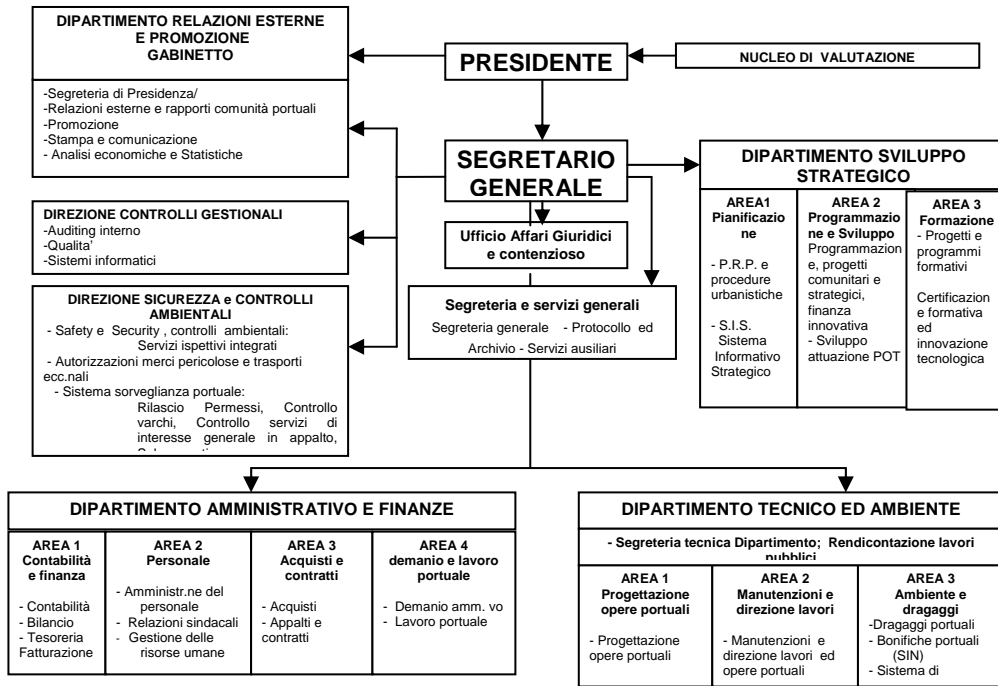 DIPARTIMENTO RELAZIONI ESTERNE
E PROMOZIONE
GABINETTO
-Segreteria di Presidenza/
-Relazioni esterne e rapporti comunità portuali
-Promozione
-Stampa e comunicazione
- Analisi economiche e Statistiche
PRESIDENTE
NUCLEO DI VALUTAZIONE
SEGRETARIO
GENERALE
Ufficio Affari Giuridici
e contenzioso
Segreteria e servizi generali
Segreteria generale - Protocollo ed
Archivio - Servizi ausiliari
DIREZIONE CONTROLLI GESTIONALI
-Auditing interno
-Qualita’
-Sistemi informatici
DIREZIONE SICUREZZA e CONTROLLI
AMBIENTALI
- Safety e Security , controlli ambientali:
Servizi ispettivi integrati
- Autorizzazioni merci pericolose e trasporti
ecc.nali
- Sistema sorveglianza portuale:
Rilascio Permessi, Controllo
varchi, Controllo servizi di
interesse generale in appalto,
DIPARTIMENTO SVILUPPO
STRATEGICO
AREA1
Pianificazio
ne
- P.R.P. e
procedure
urbanistiche
- S.I.S.
Sistema
Informativo
Strategico
AREA 2
Programmazio
ne e Sviluppo
Programmazion
e, progetti
comunitari e
strategici,
finanza
innovativa
- Sviluppo
attuazione POT
AREA 3
Formazione
- Progetti e
programmi
formativi
Certificazion
e formativa
ed
innovazione
tecnologica
DIPARTIMENTO AMMINISTRATIVO E FINANZE
AREA 1
Contabilità
e finanza
- Contabilità
- Bilancio
- Tesoreria
Fatturazione
AREA 2
Personale
- Amministr.ne del
personale
- Relazioni sindacali
- Gestione delle
risorse umane
AREA 3
Acquisti e
contratti
- Acquisti
- Appalti e
contratti
AREA 4
demanio e lavoro
portuale
- Demanio amm. vo
- Lavoro portuale
DIPARTIMENTO TECNICO ED AMBIENTE
- Segreteria tecnica Dipartimento; Rendicontazione lavori
pubblici
AREA 1
Progettazione
opere portuali
- Progettazione
opere portuali
AREA 2
Manutenzioni e
direzione lavori
- Manutenzioni e
direzione lavori ed
opere portuali
AREA 3
Ambiente e
dragaggi
-Dragaggi portuali
- Bonifiche portuali
(SIN)
- Sistema di